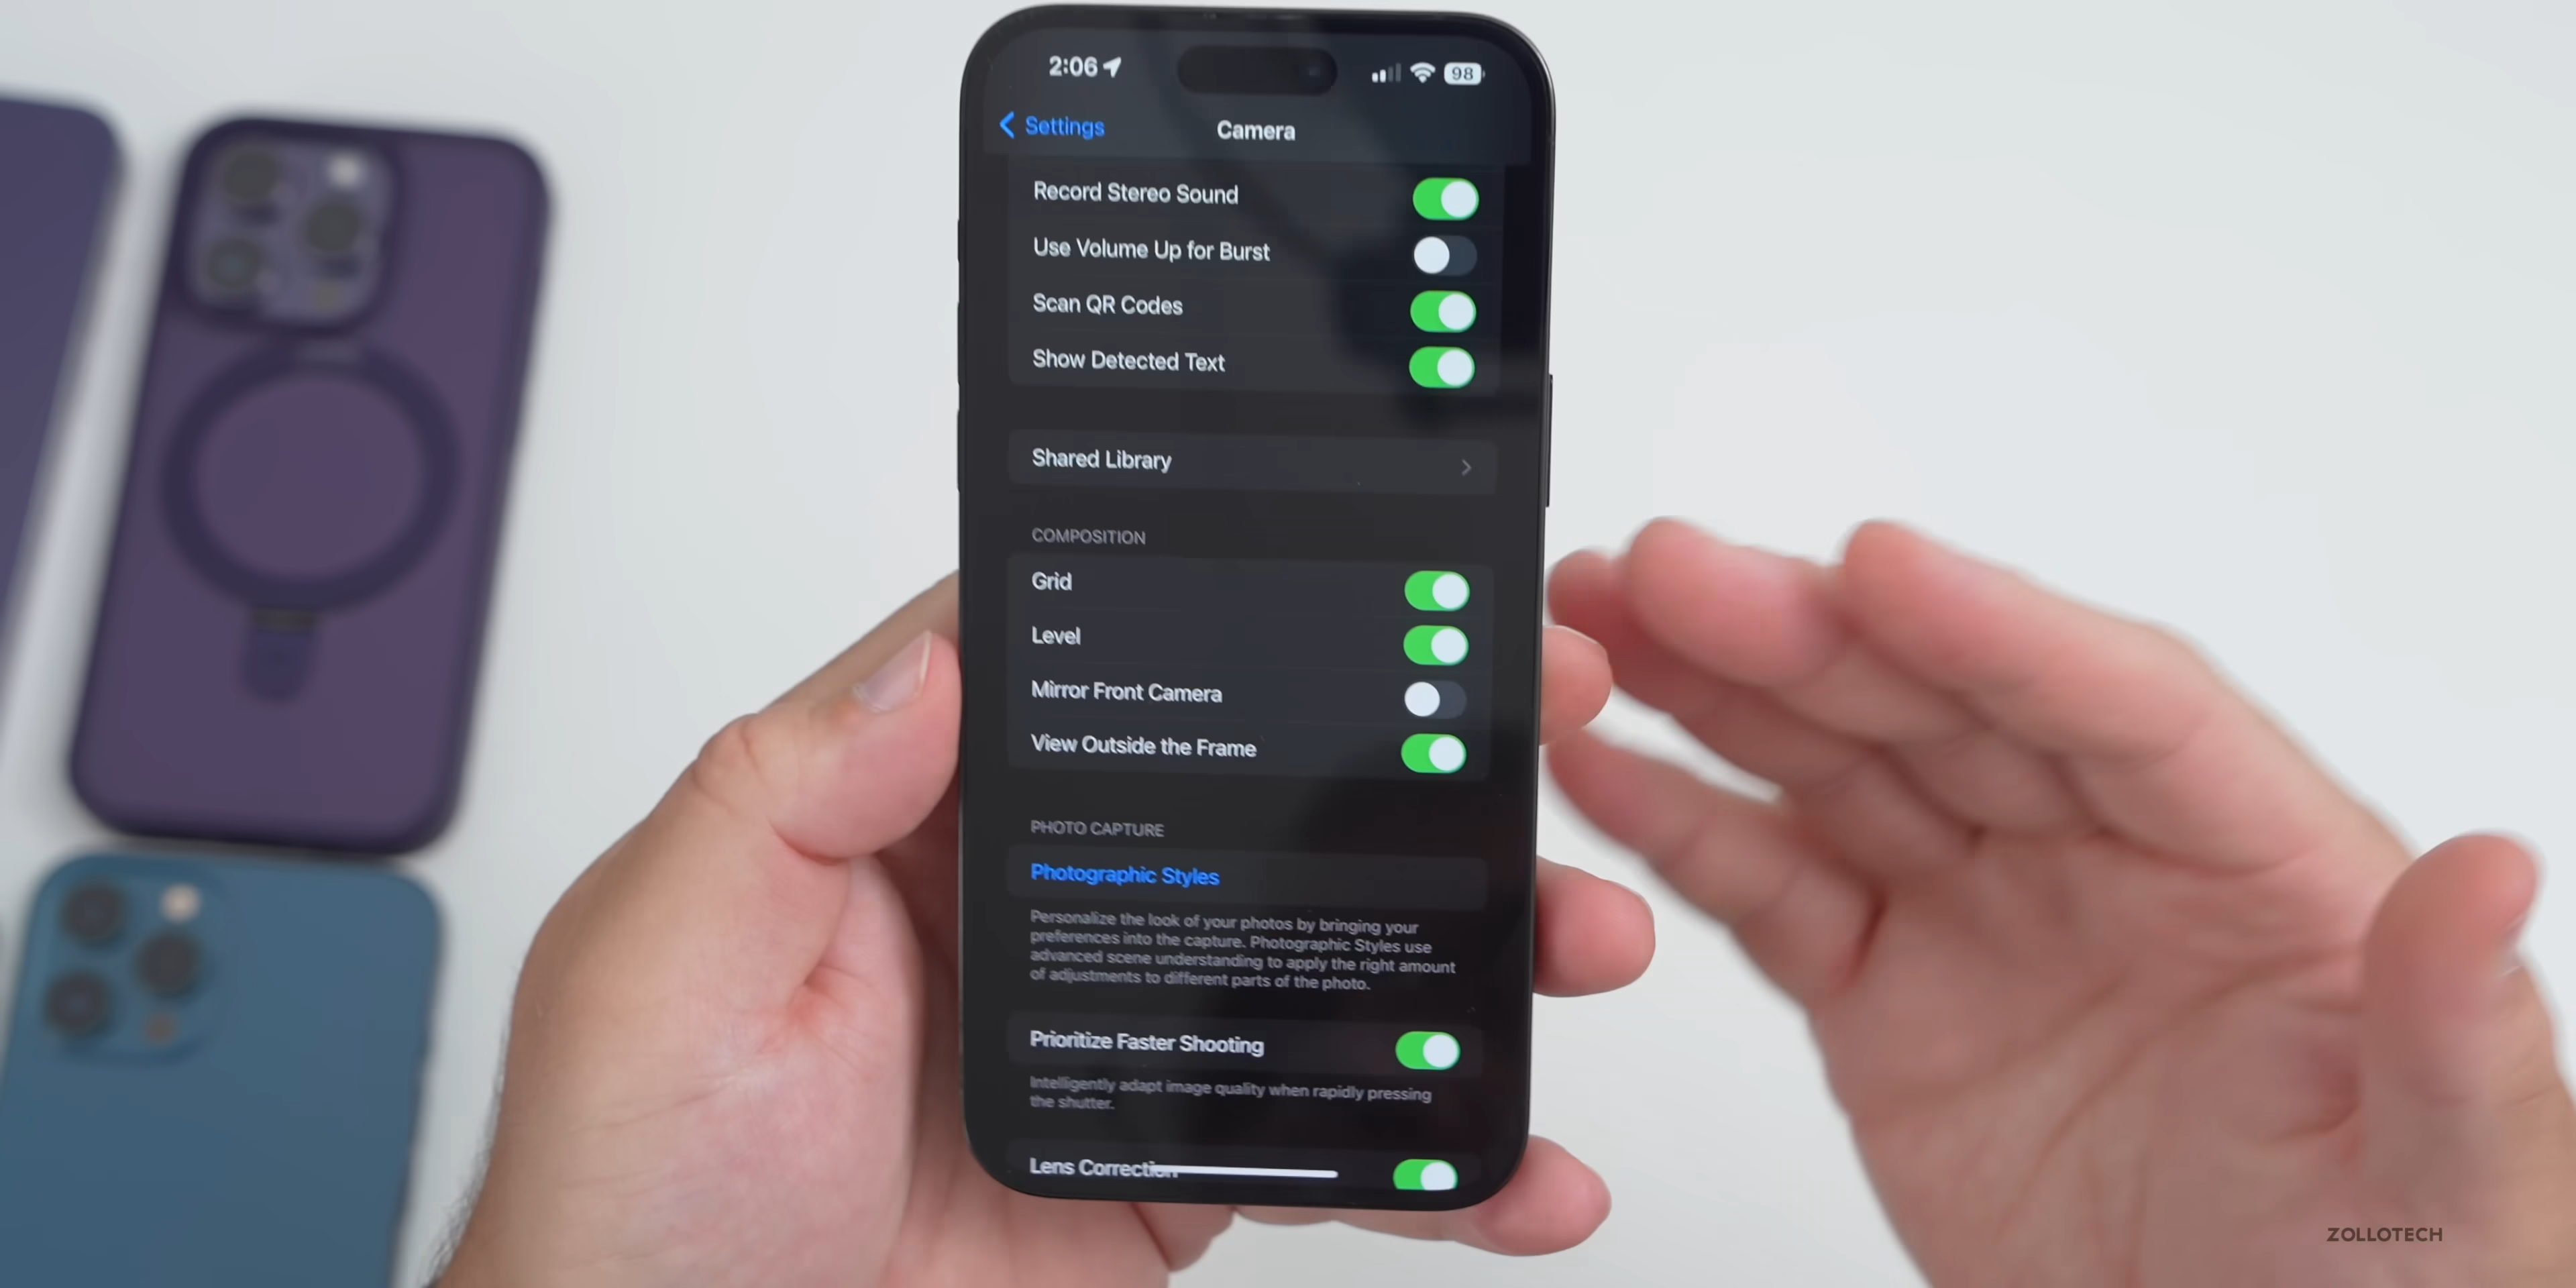 2:06
98
Settings
Camera
Record Stereo Sound
Use Volume Up for Burst
Scan QR Codes
Show Detected Text
Shared Library
COMPOSITION
Grid
Level
Mirror Front Camera
View Outside the Frame
PHOTO CAPTURE
Photographic Styles
Personalize the look of your photos by bringing your
preferences into the capture. Photographic Styles use
advanced scene understanding to apply the right amount
of adjustments to different parts of the photo.
Prioritize Faster Shooting
Intelligently adapt image quality when rapidly pressing
the shutter.
Lens Correction
ZOLLOTECH